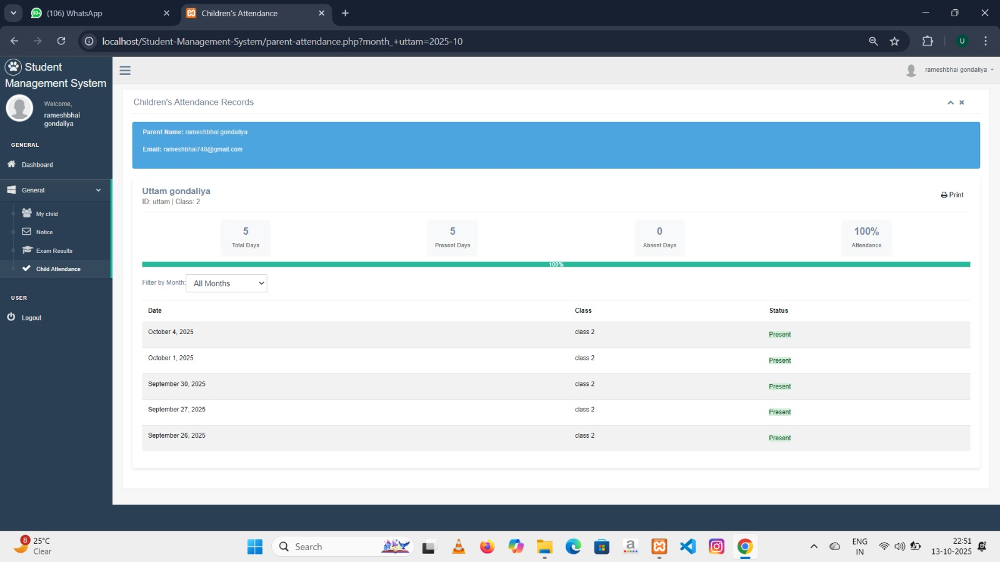 (106) WhatsApp
Children's Attendance
localhost/Student-Management-System/parent-attendance.php?month_+uttam=2025-10
U
Student
Management System
Welcome,
rameshbhai
gondaliya
GENERAL
Dashboard
General
My child
Notice
Exam Results
Child Attendance
USER
Logout
rameshbhai gondaliya
Children's Attendance Records
Parent Name: rameshbhai gondaliya
Email: rameshbhai746@gmail.com
Uttam gondaliya
ID: uttam | Class: 2
Print
5
Total Days
5
Present Days
0
Absent Days
100%
Attendance
100%
Filter by Month: All Months
Date Class Status
October 4, 2025 class 2 Present
October 1, 2025 class 2 Present
September 30, 2025 class 2 Present
September 27, 2025 class 2 Present
September 26, 2025 class 2 Present
8
25°C
Clear
Search
a
ENG
IN
22:51
13-10-2025